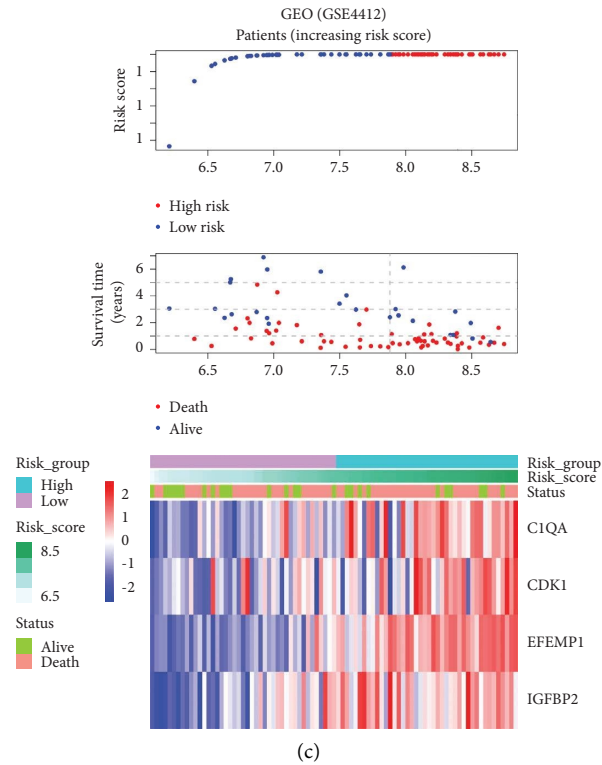 GEO (GSE4412)
Patients (increasing risk score)
Risk score
1
1
1
6.5 7.0 7.5 8.0 8.5
High risk
Low risk
Survival time
(years)
6
4
2
0
6.5 7.0 7.5 8.0 8.5
Death
Alive
Risk_group
High
Low
Risk_score
8.5
6.5
Status
Alive
Death
2
1
0
-1
-2
Risk_group
Risk_score
Status
C1QA
CDK1
EFEMP1
IGFBP2
(c)